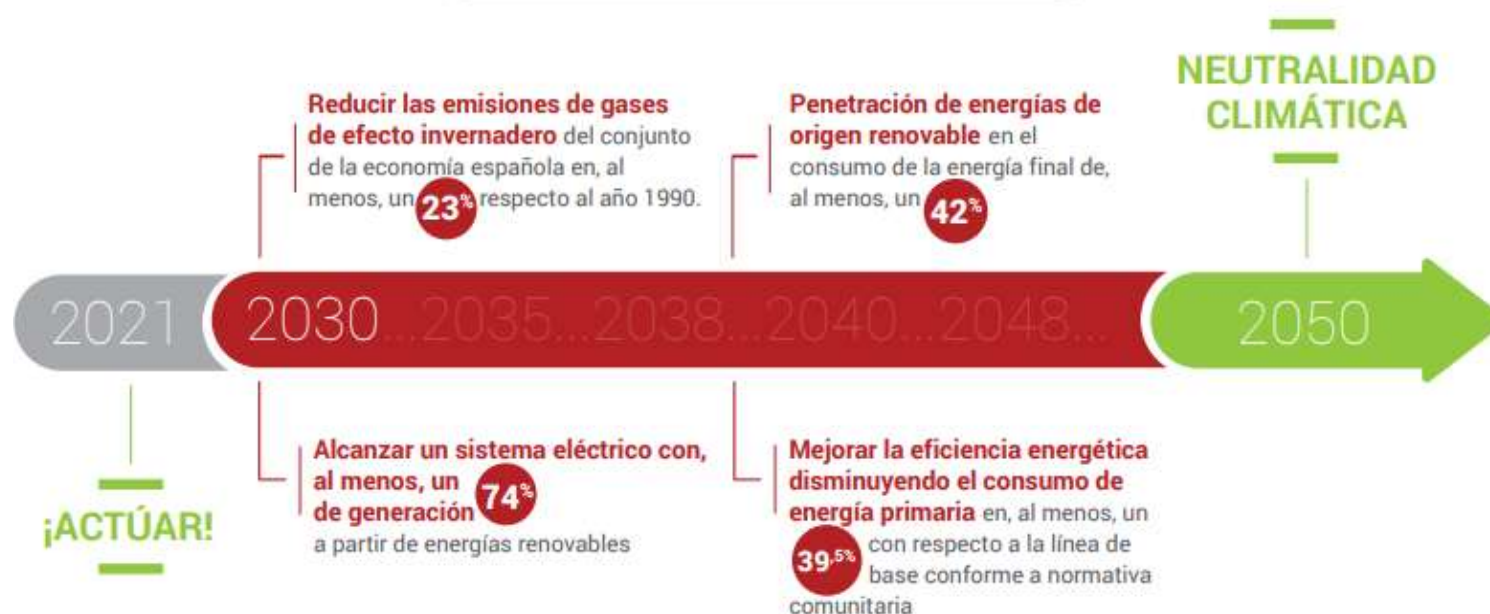 Reducir las emisiones de gases
de efecto invernadero del conjunto
de la economía española en, al
menos, un 23% respecto al año 1990.
Penetración de energías de
origen renovable en el
consumo de la energía final de,
al menos, un 42%
NEUTRALIDAD
CLIMÁTICA
2021
2030...2035...2038...2040...2048...
2050
¡ACTÚAR!
Alcanzar un sistema eléctrico con,
al menos, un 74%
de generación
a partir de energías renovables
Mejorar la eficiencia energética
disminuyendo el consumo de
energía primaria en, al menos, un
39,5% con respecto a la línea de
base conforme a normativa
comunitaria